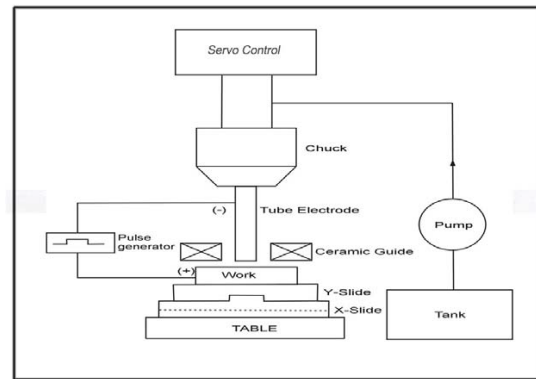 Servo Control
Chuck
(-)
Tube Electrode
Pulse
generator
Ceramic Guide
(+)
Work
Y-Slide
X-Slide
TABLE
Pump
Tank